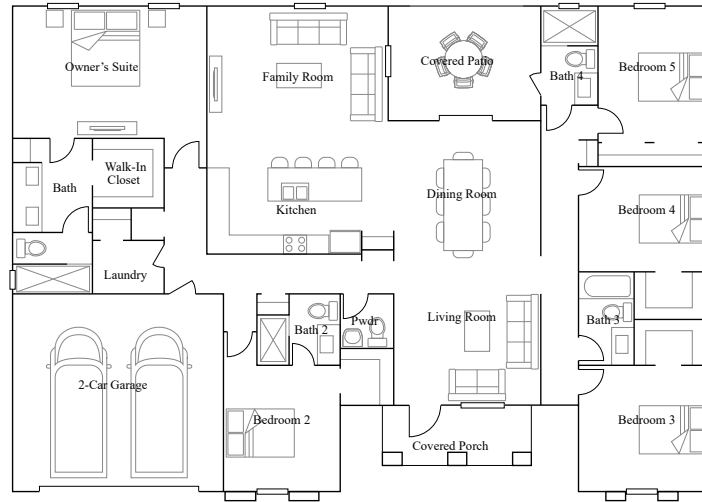 Owner's Suite
Family Room
Covered Patio
Bath 4
Bedroom 5
Walk-In
Closet
Bath
Kitchen
Dining Room
Bedroom 4
Laundry
Living Room
Pwdr
Bath 2
Bath 3
2-Car Garage
Bedroom 2
Bedroom 3
Covered Porch